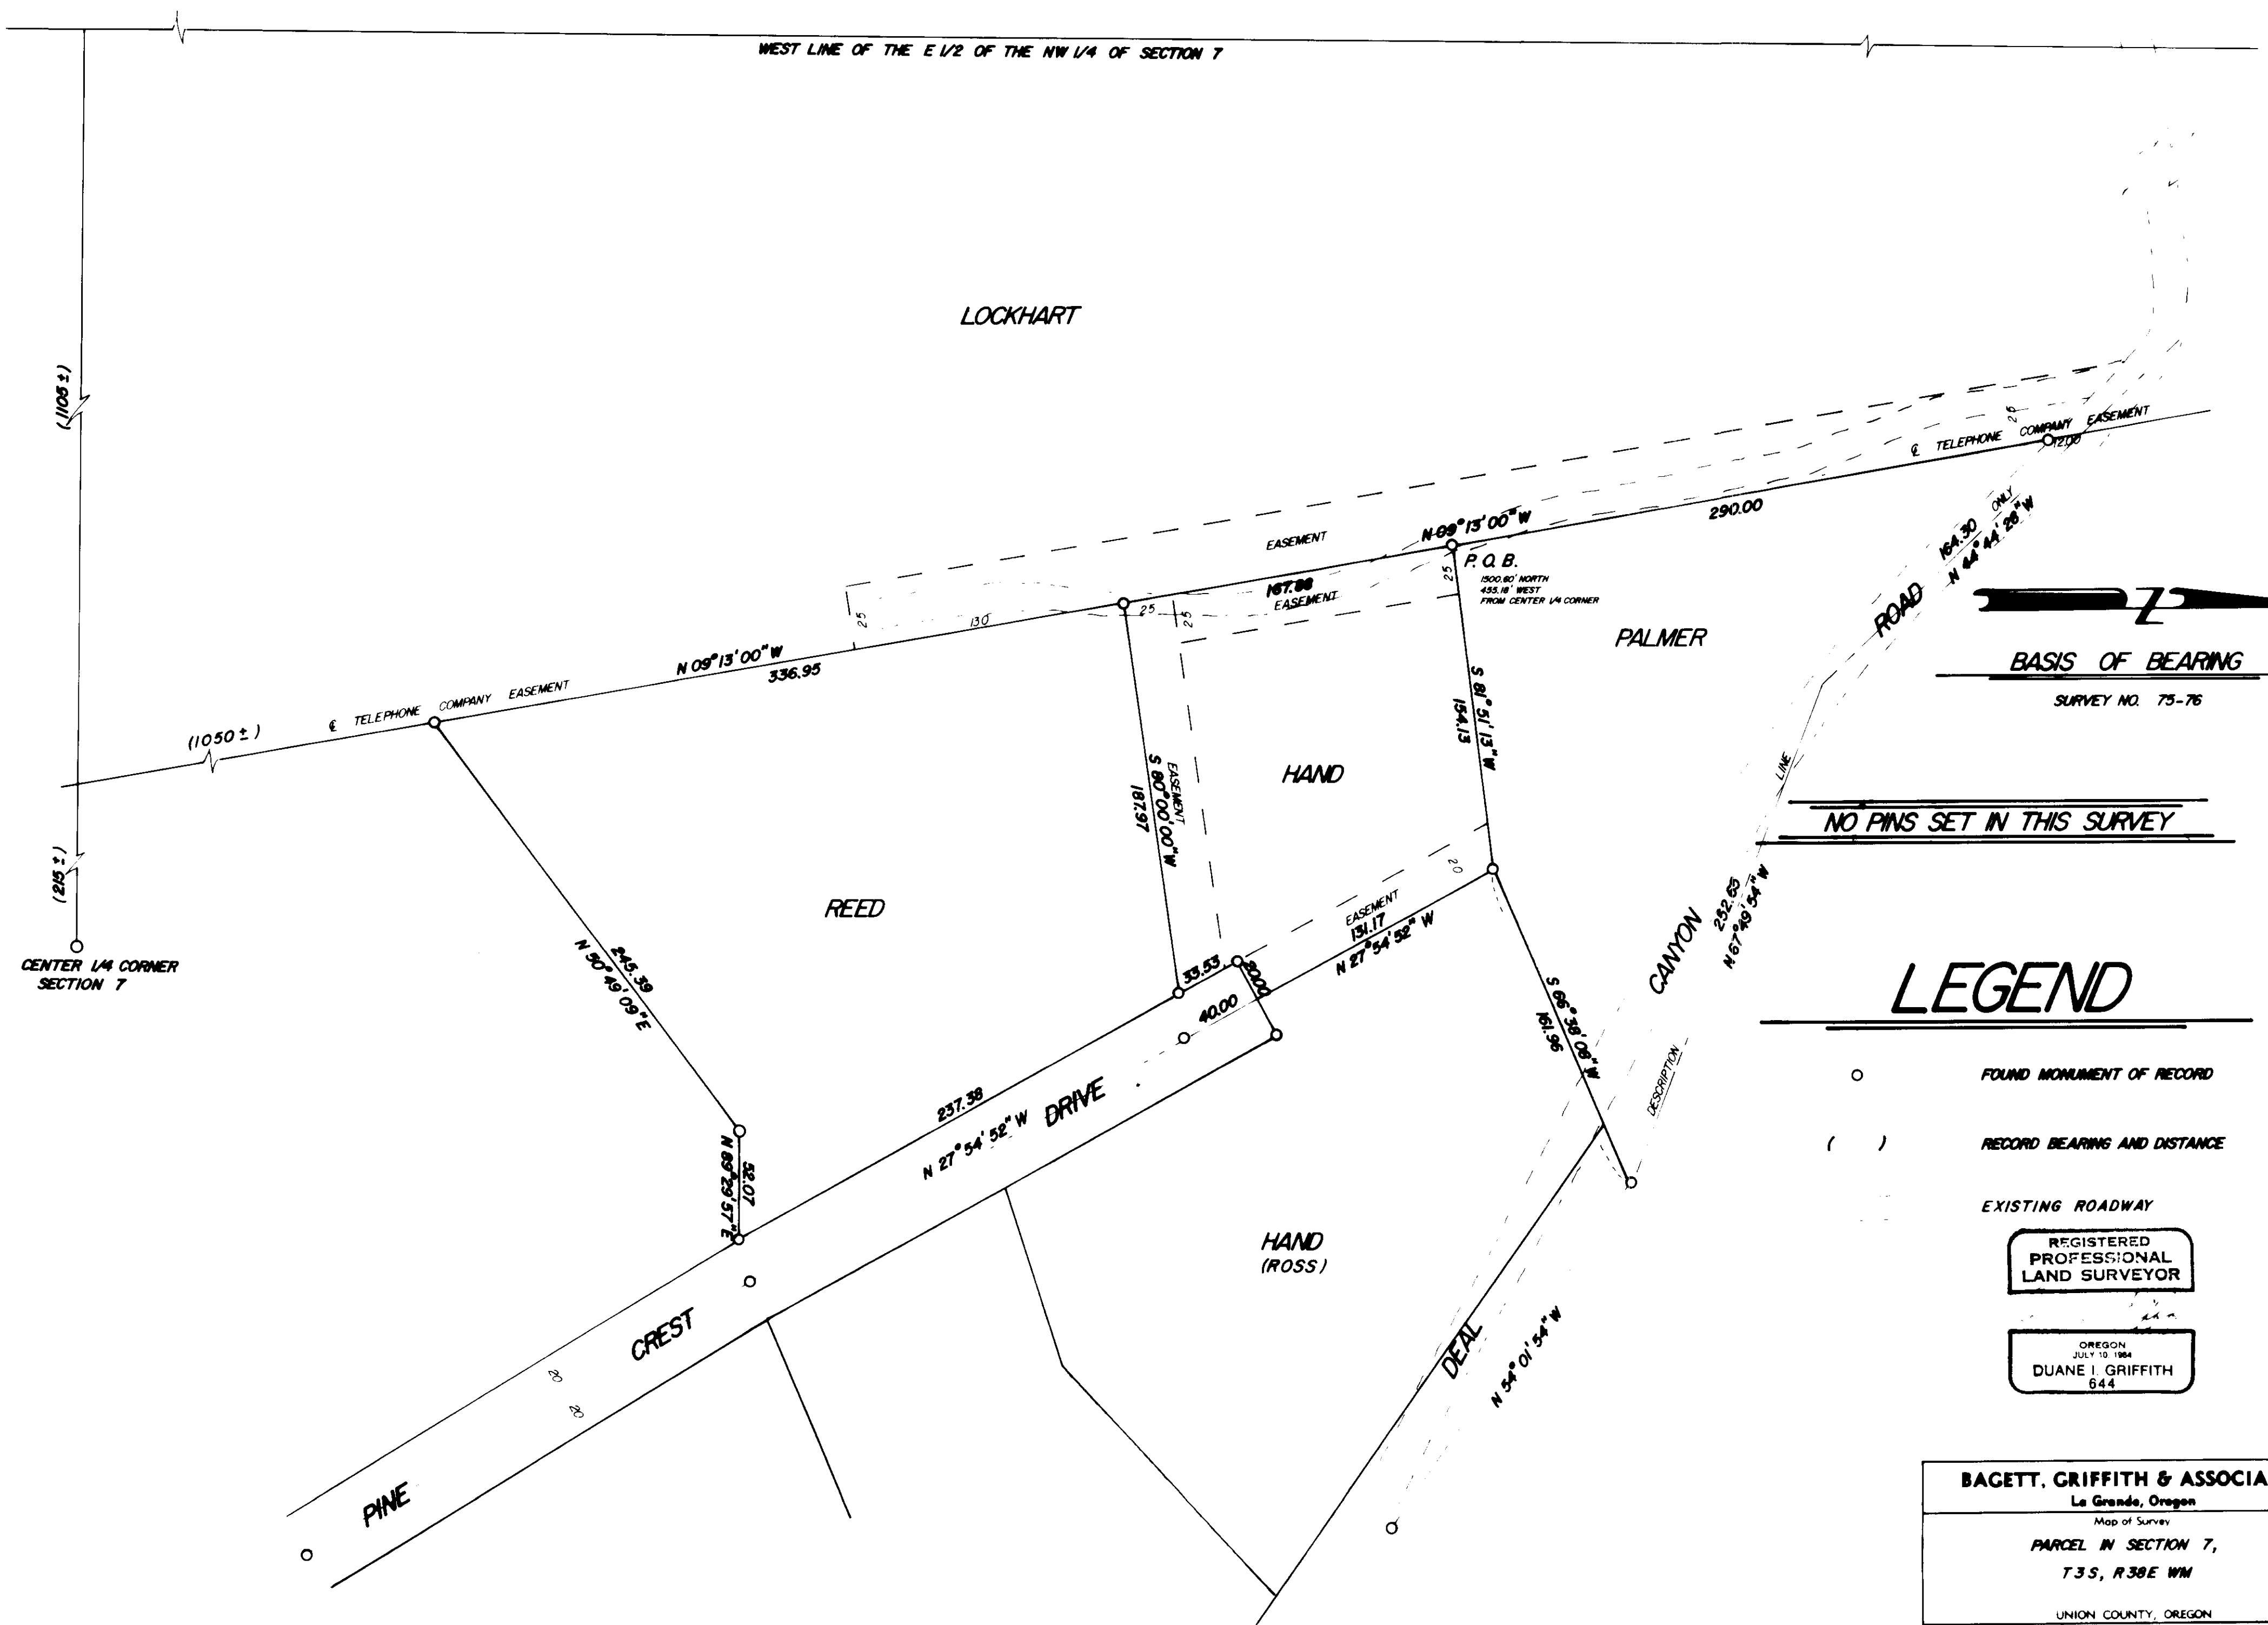 WEST LINE OF THE E 1/2 OF THE NW 1/4 OF SECTION 7
LOCKHART
(1105 ±)
(215 ±)
CENTER 1/4 CORNER
SECTION 7
(1050 ±)
℄ TELEPHONE COMPANY EASEMENT
N 09°13'00" W
336.95
25
130
EASEMENT
25
25
167.88
EASEMENT
N 09°13'00" W
25
P.O.B.
1500.60' NORTH
455.18' WEST
FROM CENTER 1/4 CORNER
290.00
℄ TELEPHONE COMPANY EASEMENT
25
12.00
164.30 ONLY
N 44°44'28" W
ROAD
PALMER
HAND
REED
S 81°51'13" W
154.13
EASEMENT
S 80°00'00" W
187.97
20
EASEMENT
131.17
N 27°54'52" W
33.53
20.00
40.00
245.39
N 50°49'09" E
52.07
N 89°29'57" E
237.38
N 27°54'52" W
PINE CREST DRIVE
20
20
HAND
(ROSS)
S 66°38'08" W
161.96
LINE
DESCRIPTION
252.65
N 67°49'54" W
DEAL CANYON
N 54°01'54" W
Z
BASIS OF BEARING
SURVEY NO. 75-76
NO PINS SET IN THIS SURVEY
LEGEND
FOUND MONUMENT OF RECORD
( ) RECORD BEARING AND DISTANCE
EXISTING ROADWAY
REGISTERED
PROFESSIONAL
LAND SURVEYOR
OREGON
JULY 10, 1964
DUANE I. GRIFFITH
644
BAGETT, GRIFFITH & ASSOCIA
La Grande, Oregon
Map of Survey
PARCEL IN SECTION 7,
T 3 S, R 38 E WM
UNION COUNTY, OREGON